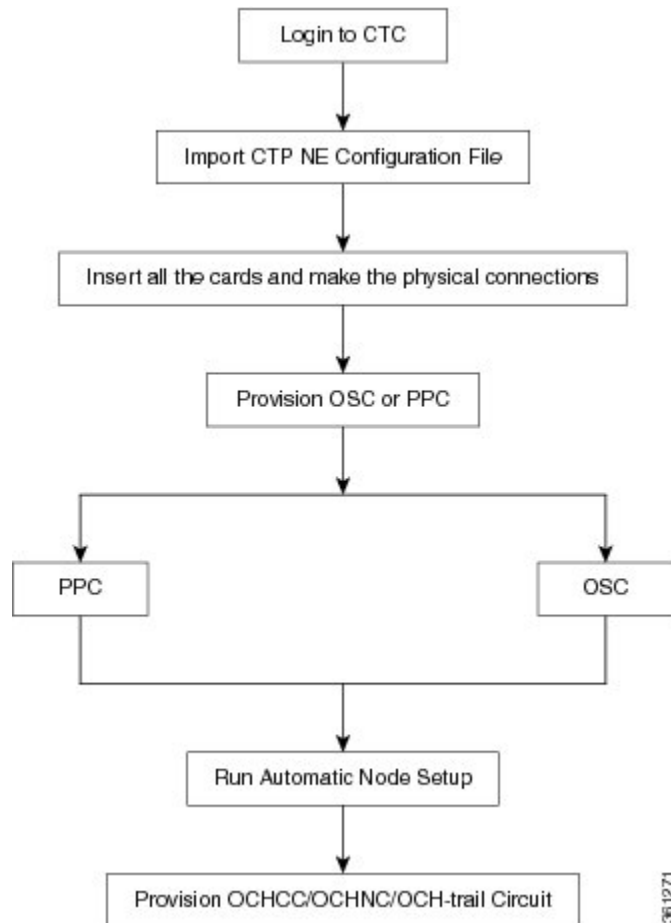 Login to CTC
Import CTP NE Configuration File
Insert all the cards and make the physical connections
Provision OSC or PPC
PPC
OSC
Run Automatic Node Setup
Provision OCHCC/OCHNC/OCH-trail Circuit